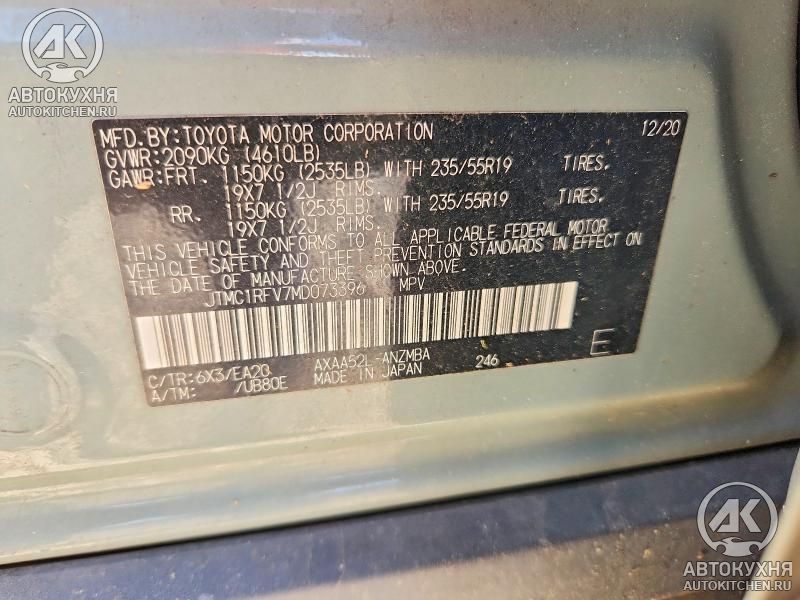 АК
АВТОКУХНЯ
AUTOKITCHEN.RU
MFD.BY:TOYOTA MOTOR CORPORATION 12/20
GVWR:2090KG (4610LB)
GAWR:FRT. 1150KG (2535LB) WITH 235/55R19 TIRES.
19X7 1/2J RIMS.
RR. 1150KG (2535LB) WITH 235/55R19 TIRES.
19X7 1/2J RIMS.
THIS VEHICLE CONFORMS TO ALL APPLICABLE FEDERAL MOTOR
VEHICLE SAFETY AND THEFT PREVENTION STANDARDS IN EFFECT ON
THE DATE OF MANUFACTURE SHOWN ABOVE.
JTMC1RFV7MD073396 MPV
C/TR:6X3/EA20 AXAA52L-ANZMBA 246 E
A/TM: /UB80E MADE IN JAPAN
АК
АВТОКУХНЯ
AUTOKITCHEN.RU